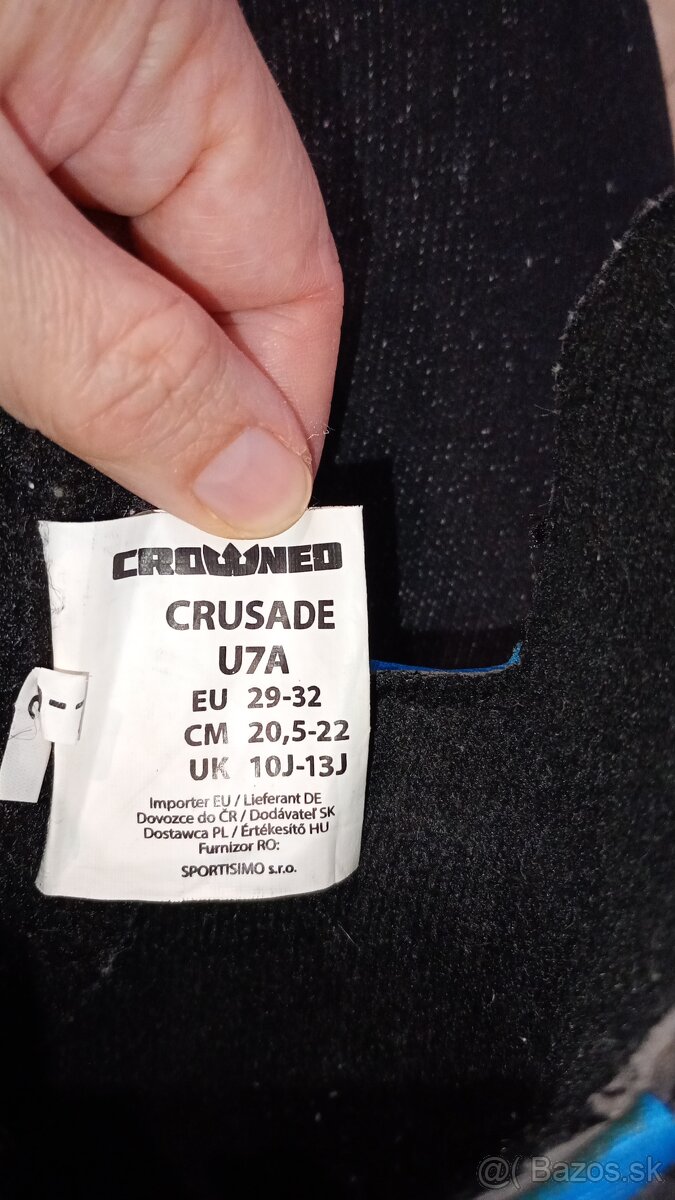 CROWNED
CRUSADE
U7A
EU 29-32
CM 20,5-22
UK 10J-13J
Importer EU / Lieferant DE
Dovozce do ČR / Dodávateľ SK
Dostawca PL / Értékesítő HU
Furnizor RO:
SPORTISIMO s.r.o.
@( Bazos.sk